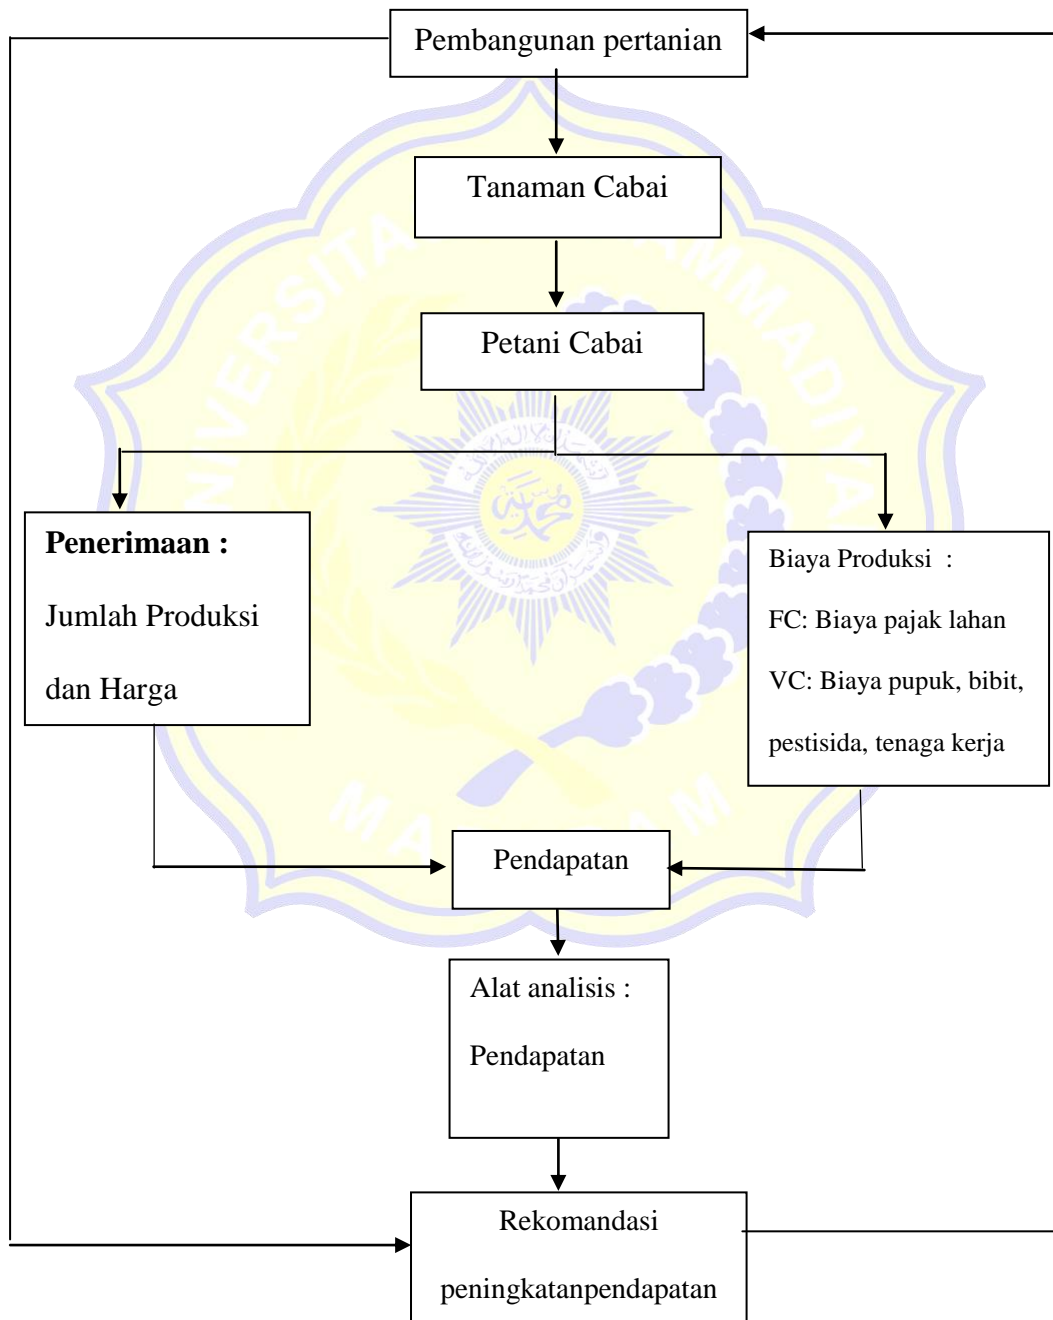 Pembangunan pertanian
Tanaman Cabai
Petani Cabai
Penerimaan :
Jumlah Produksi
dan Harga
Biaya Produksi :
FC: Biaya pajak lahan
VC: Biaya pupuk, bibit,
pestisida, tenaga kerja
Pendapatan
Alat analisis :
Pendapatan
Rekomandasi
peningkatanpendapatan